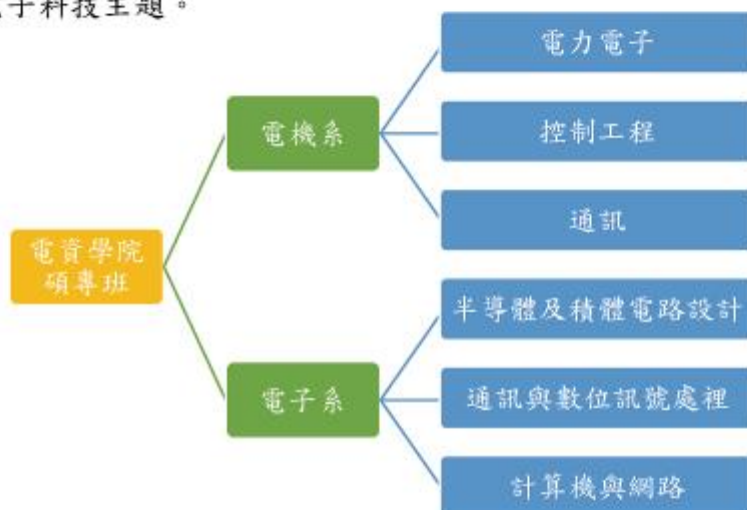 子科技主題。
電資學院
碩專班
電機系
電力電子
控制工程
通訊
電子系
半導體及積體電路設計
通訊與數位訊號處裡
計算機與網路